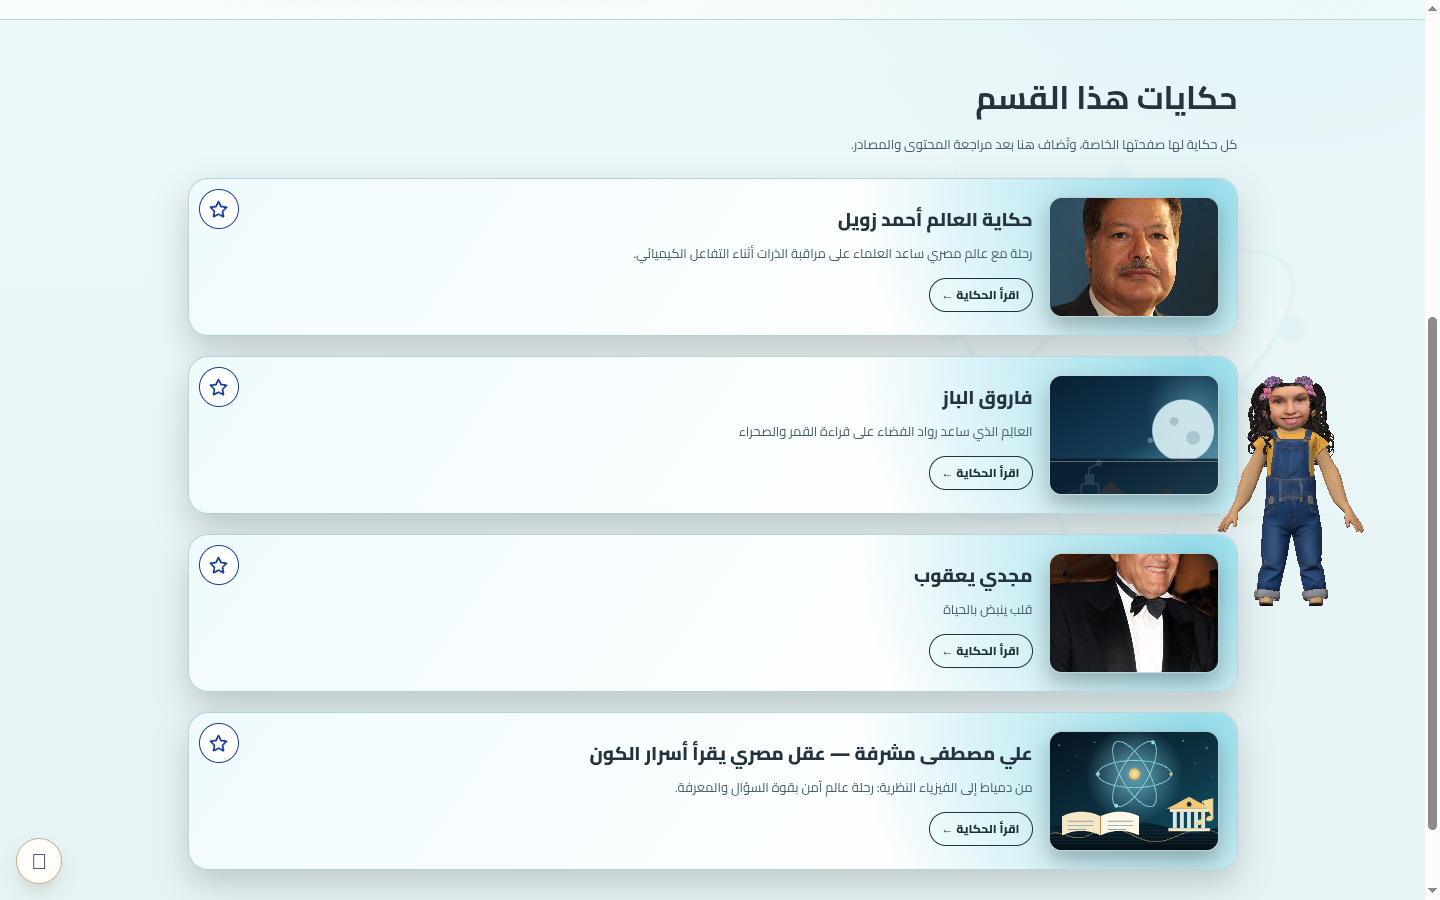 حكايات هذا القسم
كل حكاية لها صفحتها الخاصة، وتُضاف هنا بعد مراجعة المحتوى والمصادر.
حكاية العالم أحمد زويل
رحلة مع عالم مصري ساعد العلماء على مراقبة الذرات أثناء التفاعل الكيميائي.
اقرأ الحكاية ←
فاروق الباز
العالِم الذي ساعد رواد الفضاء على قراءة القمر والصحراء
اقرأ الحكاية ←
مجدي يعقوب
قلب ينبض بالحياة
اقرأ الحكاية ←
علي مصطفى مشرفة — عقل مصري يقرأ أسرار الكون
من دمياط إلى الفيزياء النظرية: رحلة عالم آمن بقوة السؤال والمعرفة.
اقرأ الحكاية ←